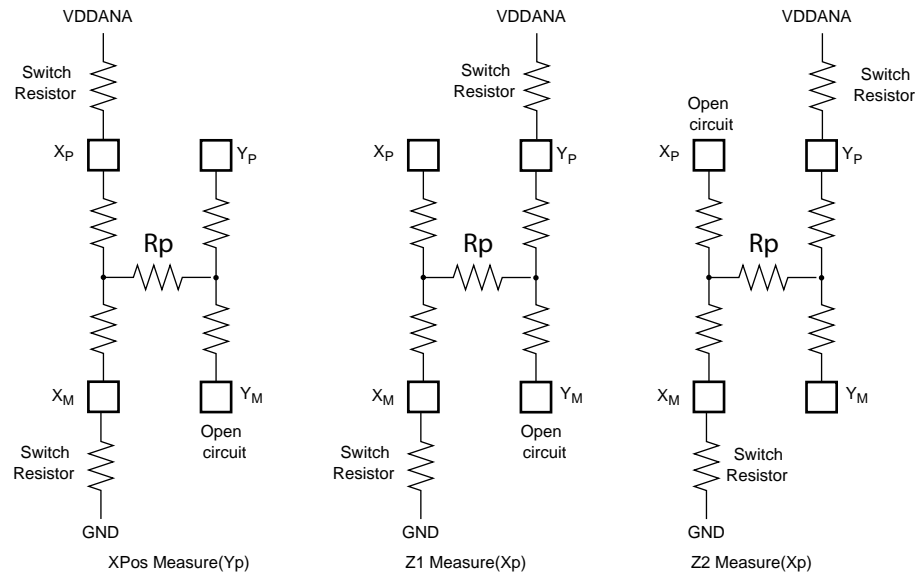 VDDANA
Switch
Resistor
XP
YP
Rp
XM
YM
Open
circuit
Switch
Resistor
GND
XPos Measure(Yp)
VDDANA
Switch
Resistor
XP
YP
Rp
XM
YM
Open
circuit
Switch
Resistor
GND
Z1 Measure(Xp)
VDDANA
Switch
Resistor
Open
circuit
XP
YP
Rp
XM
YM
Switch
Resistor
GND
Z2 Measure(Xp)